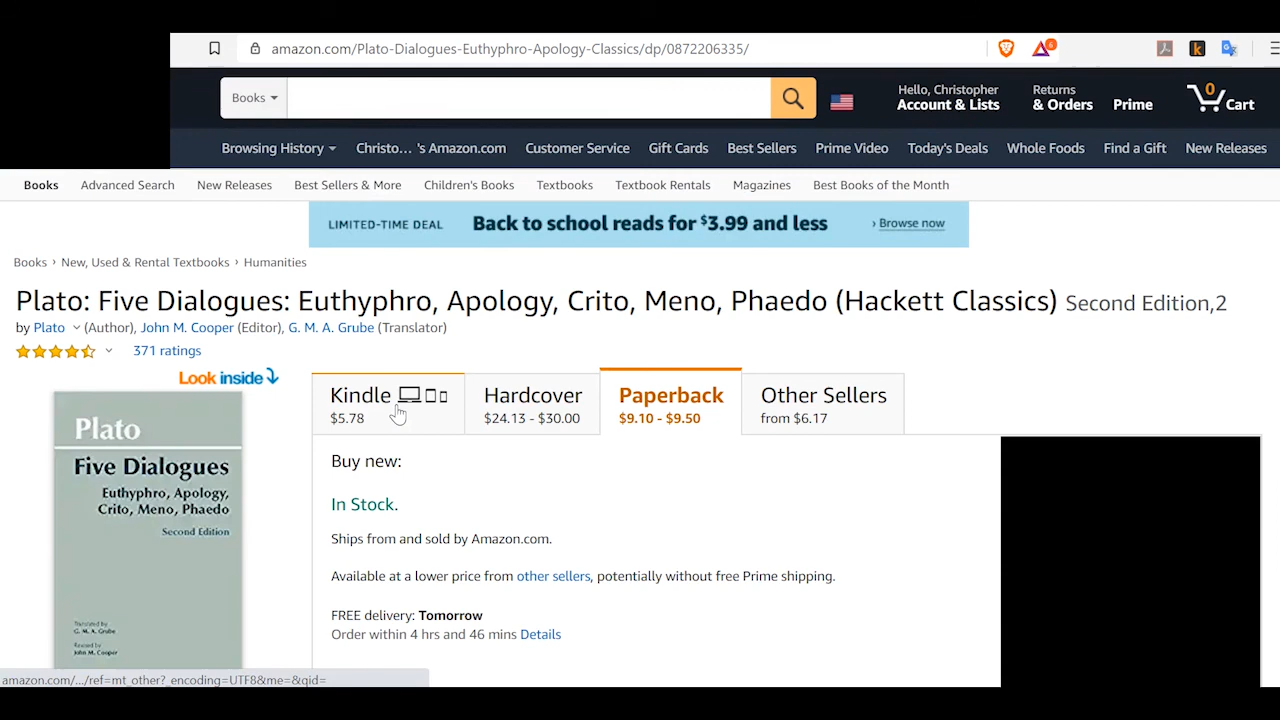 amazon.com/Plato-Dialogues-Euthyphro-Apology-Classics/dp/0872206335/
6
k
Books
Hello, Christopher
Account & Lists
Returns
& Orders
Prime
0
Cart
Browsing History
Christo… 's Amazon.com
Customer Service
Gift Cards
Best Sellers
Prime Video
Today's Deals
Whole Foods
Find a Gift
New Releases
Books
Advanced Search
New Releases
Best Sellers & More
Children's Books
Textbooks
Textbook Rentals
Magazines
Best Books of the Month
LIMITED-TIME DEAL Back to school reads for $3.99 and less › Browse now
Books › New, Used & Rental Textbooks › Humanities
Plato: Five Dialogues: Euthyphro, Apology, Crito, Meno, Phaedo (Hackett Classics) Second Edition,2
by Plato (Author), John M. Cooper (Editor), G. M. A. Grube (Translator)
371 ratings
Look inside
Plato
Five Dialogues
Euthyphro, Apology,
Crito, Meno, Phaedo
Second Edition
Translated by
G. M. A. Grube
Revised by
John M. Cooper
Kindle
$5.78
Hardcover
$24.13 - $30.00
Paperback
$9.10 - $9.50
Other Sellers
from $6.17
Buy new:
In Stock.
Ships from and sold by Amazon.com.
Available at a lower price from other sellers, potentially without free Prime shipping.
FREE delivery: Tomorrow
Order within 4 hrs and 46 mins Details
amazon.com/.../ref=mt_other?_encoding=UTF8&me=&qid=